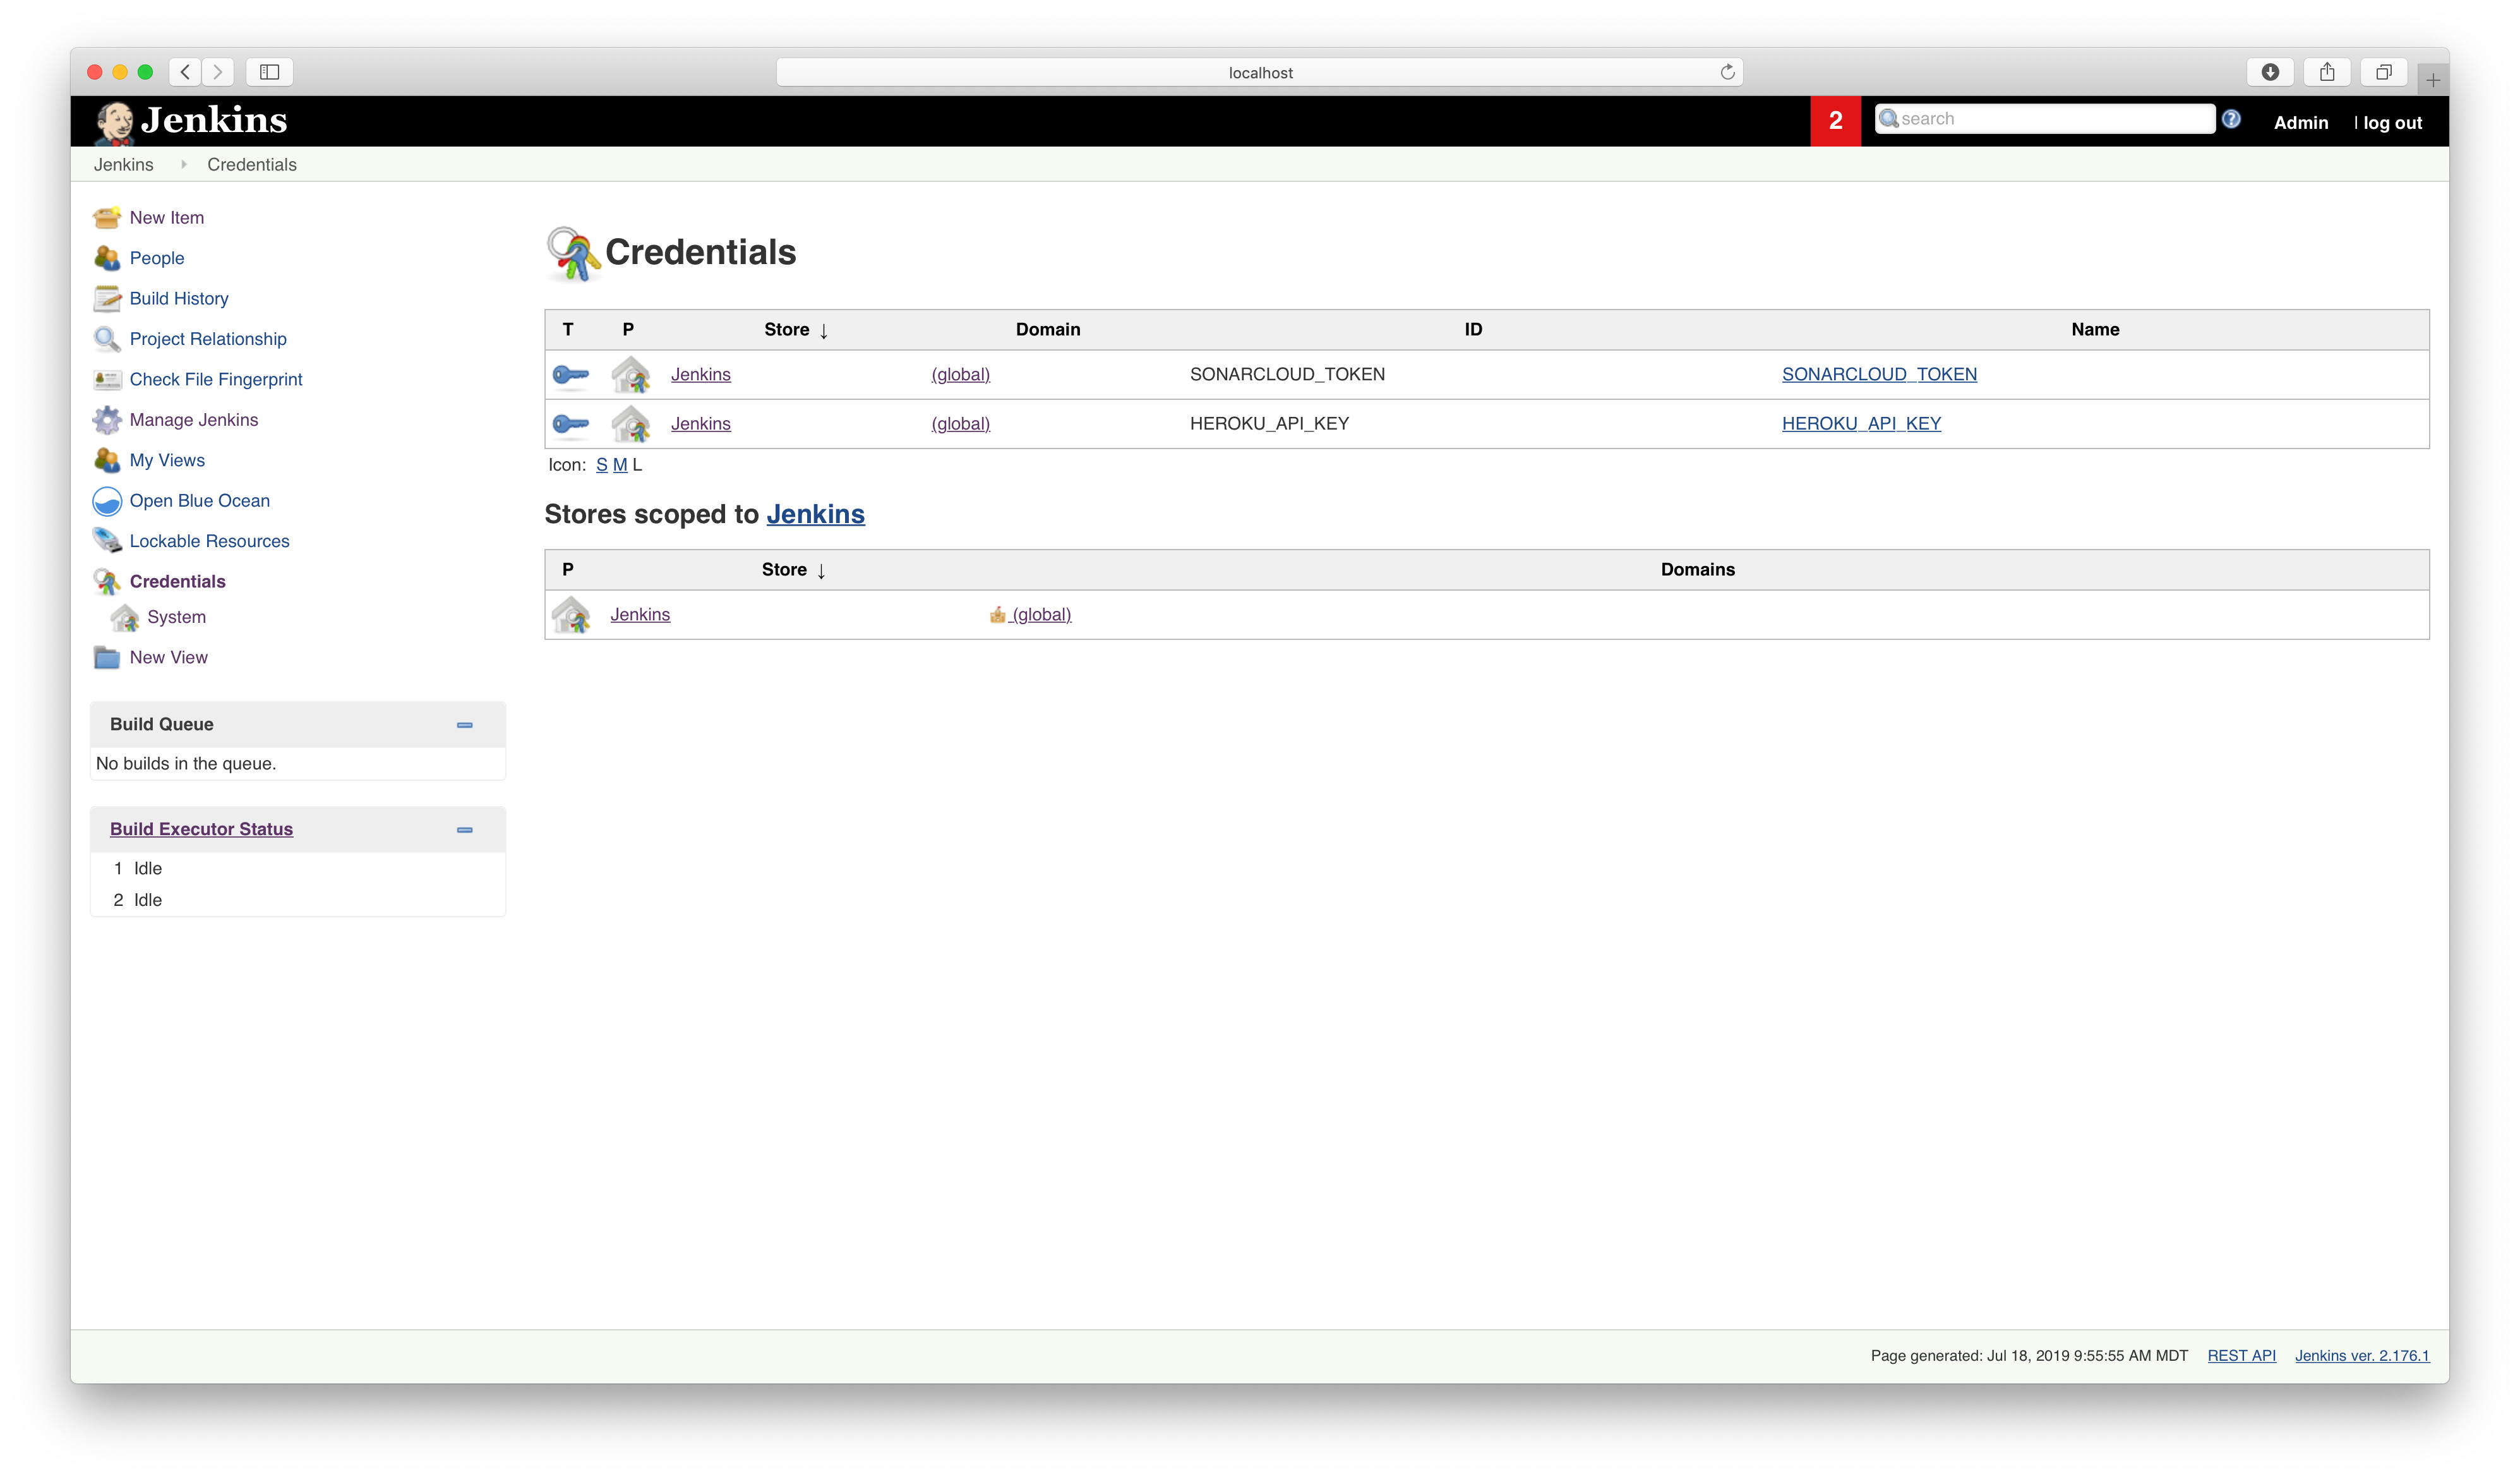 localhost
Jenkins
2
search
Admin
| log out
Jenkins
Credentials
New Item
People
Build History
Project Relationship
Check File Fingerprint
Manage Jenkins
My Views
Open Blue Ocean
Lockable Resources
Credentials
System
New View
Build Queue
No builds in the queue.
Build Executor Status
1 Idle
2 Idle
Credentials
T P Store ↓ Domain ID Name
Jenkins (global) SONARCLOUD_TOKEN SONARCLOUD_TOKEN
Jenkins (global) HEROKU_API_KEY HEROKU_API_KEY
Icon: S M L
Stores scoped to Jenkins
P Store ↓ Domains
Jenkins (global)
Page generated: Jul 18, 2019 9:55:55 AM MDT REST API Jenkins ver. 2.176.1